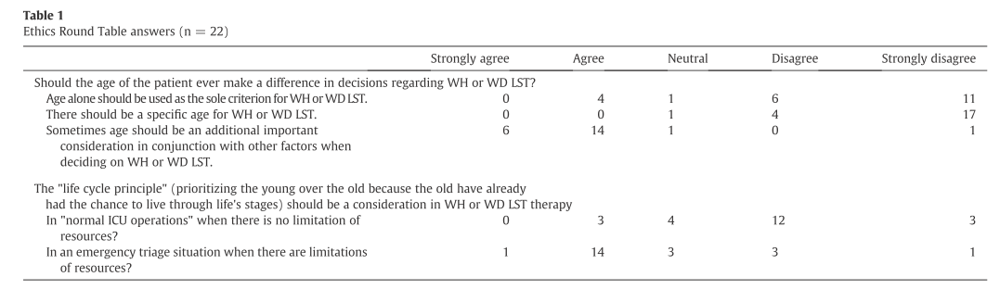 Table 1
Ethics Round Table answers (n = 22)
Strongly agree Agree Neutral Disagree Strongly disagree
Should the age of the patient ever make a difference in decisions regarding WH or WD LST?
Age alone should be used as the sole criterion for WH or WD LST. 0 4 1 6 11
There should be a specific age for WH or WD LST. 0 0 1 4 17
Sometimes age should be an additional important 6 14 1 0 1
consideration in conjunction with other factors when
deciding on WH or WD LST.
The "life cycle principle" (prioritizing the young over the old because the old have already
had the chance to live through life's stages) should be a consideration in WH or WD LST therapy
In "normal ICU operations" when there is no limitation of 0 3 4 12 3
resources?
In an emergency triage situation when there are limitations 1 14 3 3 1
of resources?